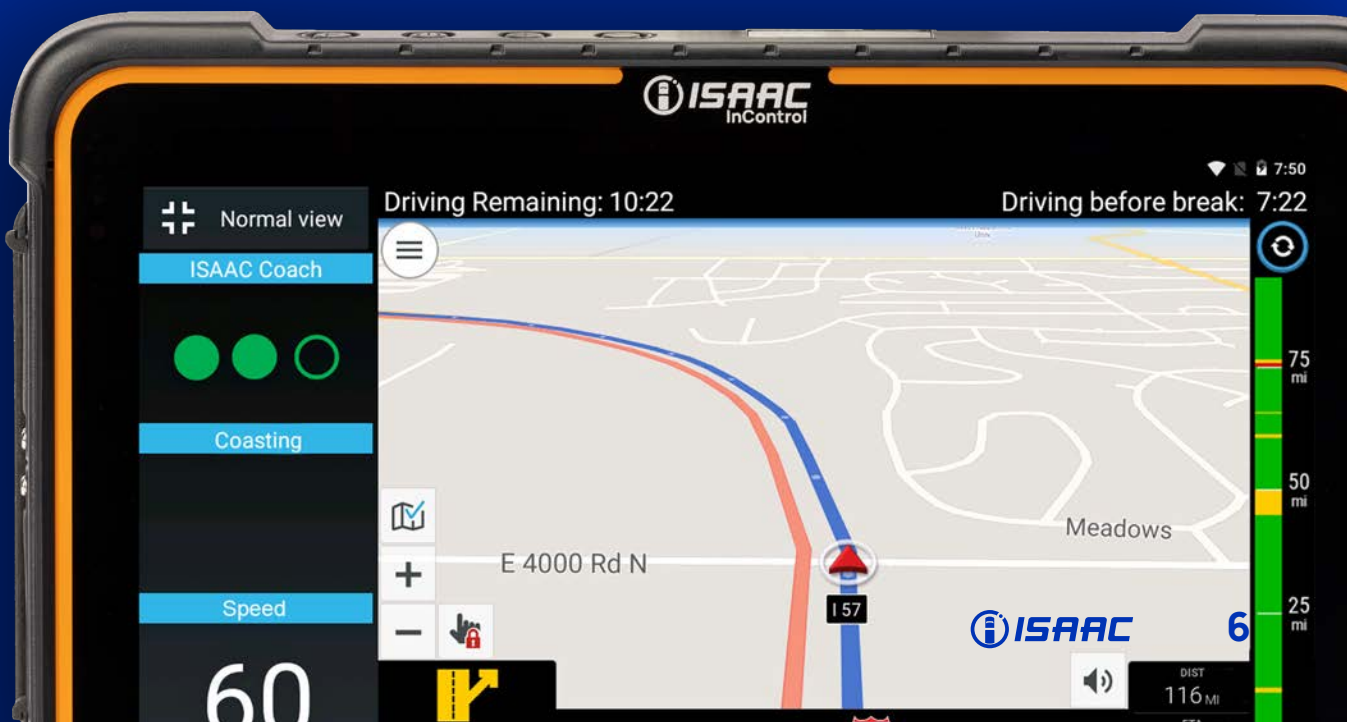 ISAAC
InControl
7:50
Normal view
Driving Remaining: 10:22
Driving before break: 7:22
ISAAC Coach
75
mi
Coasting
50
mi
Meadows
E 4000 Rd N
Speed
I 57
25
mi
ISAAC 6
60
DIST
116 MI